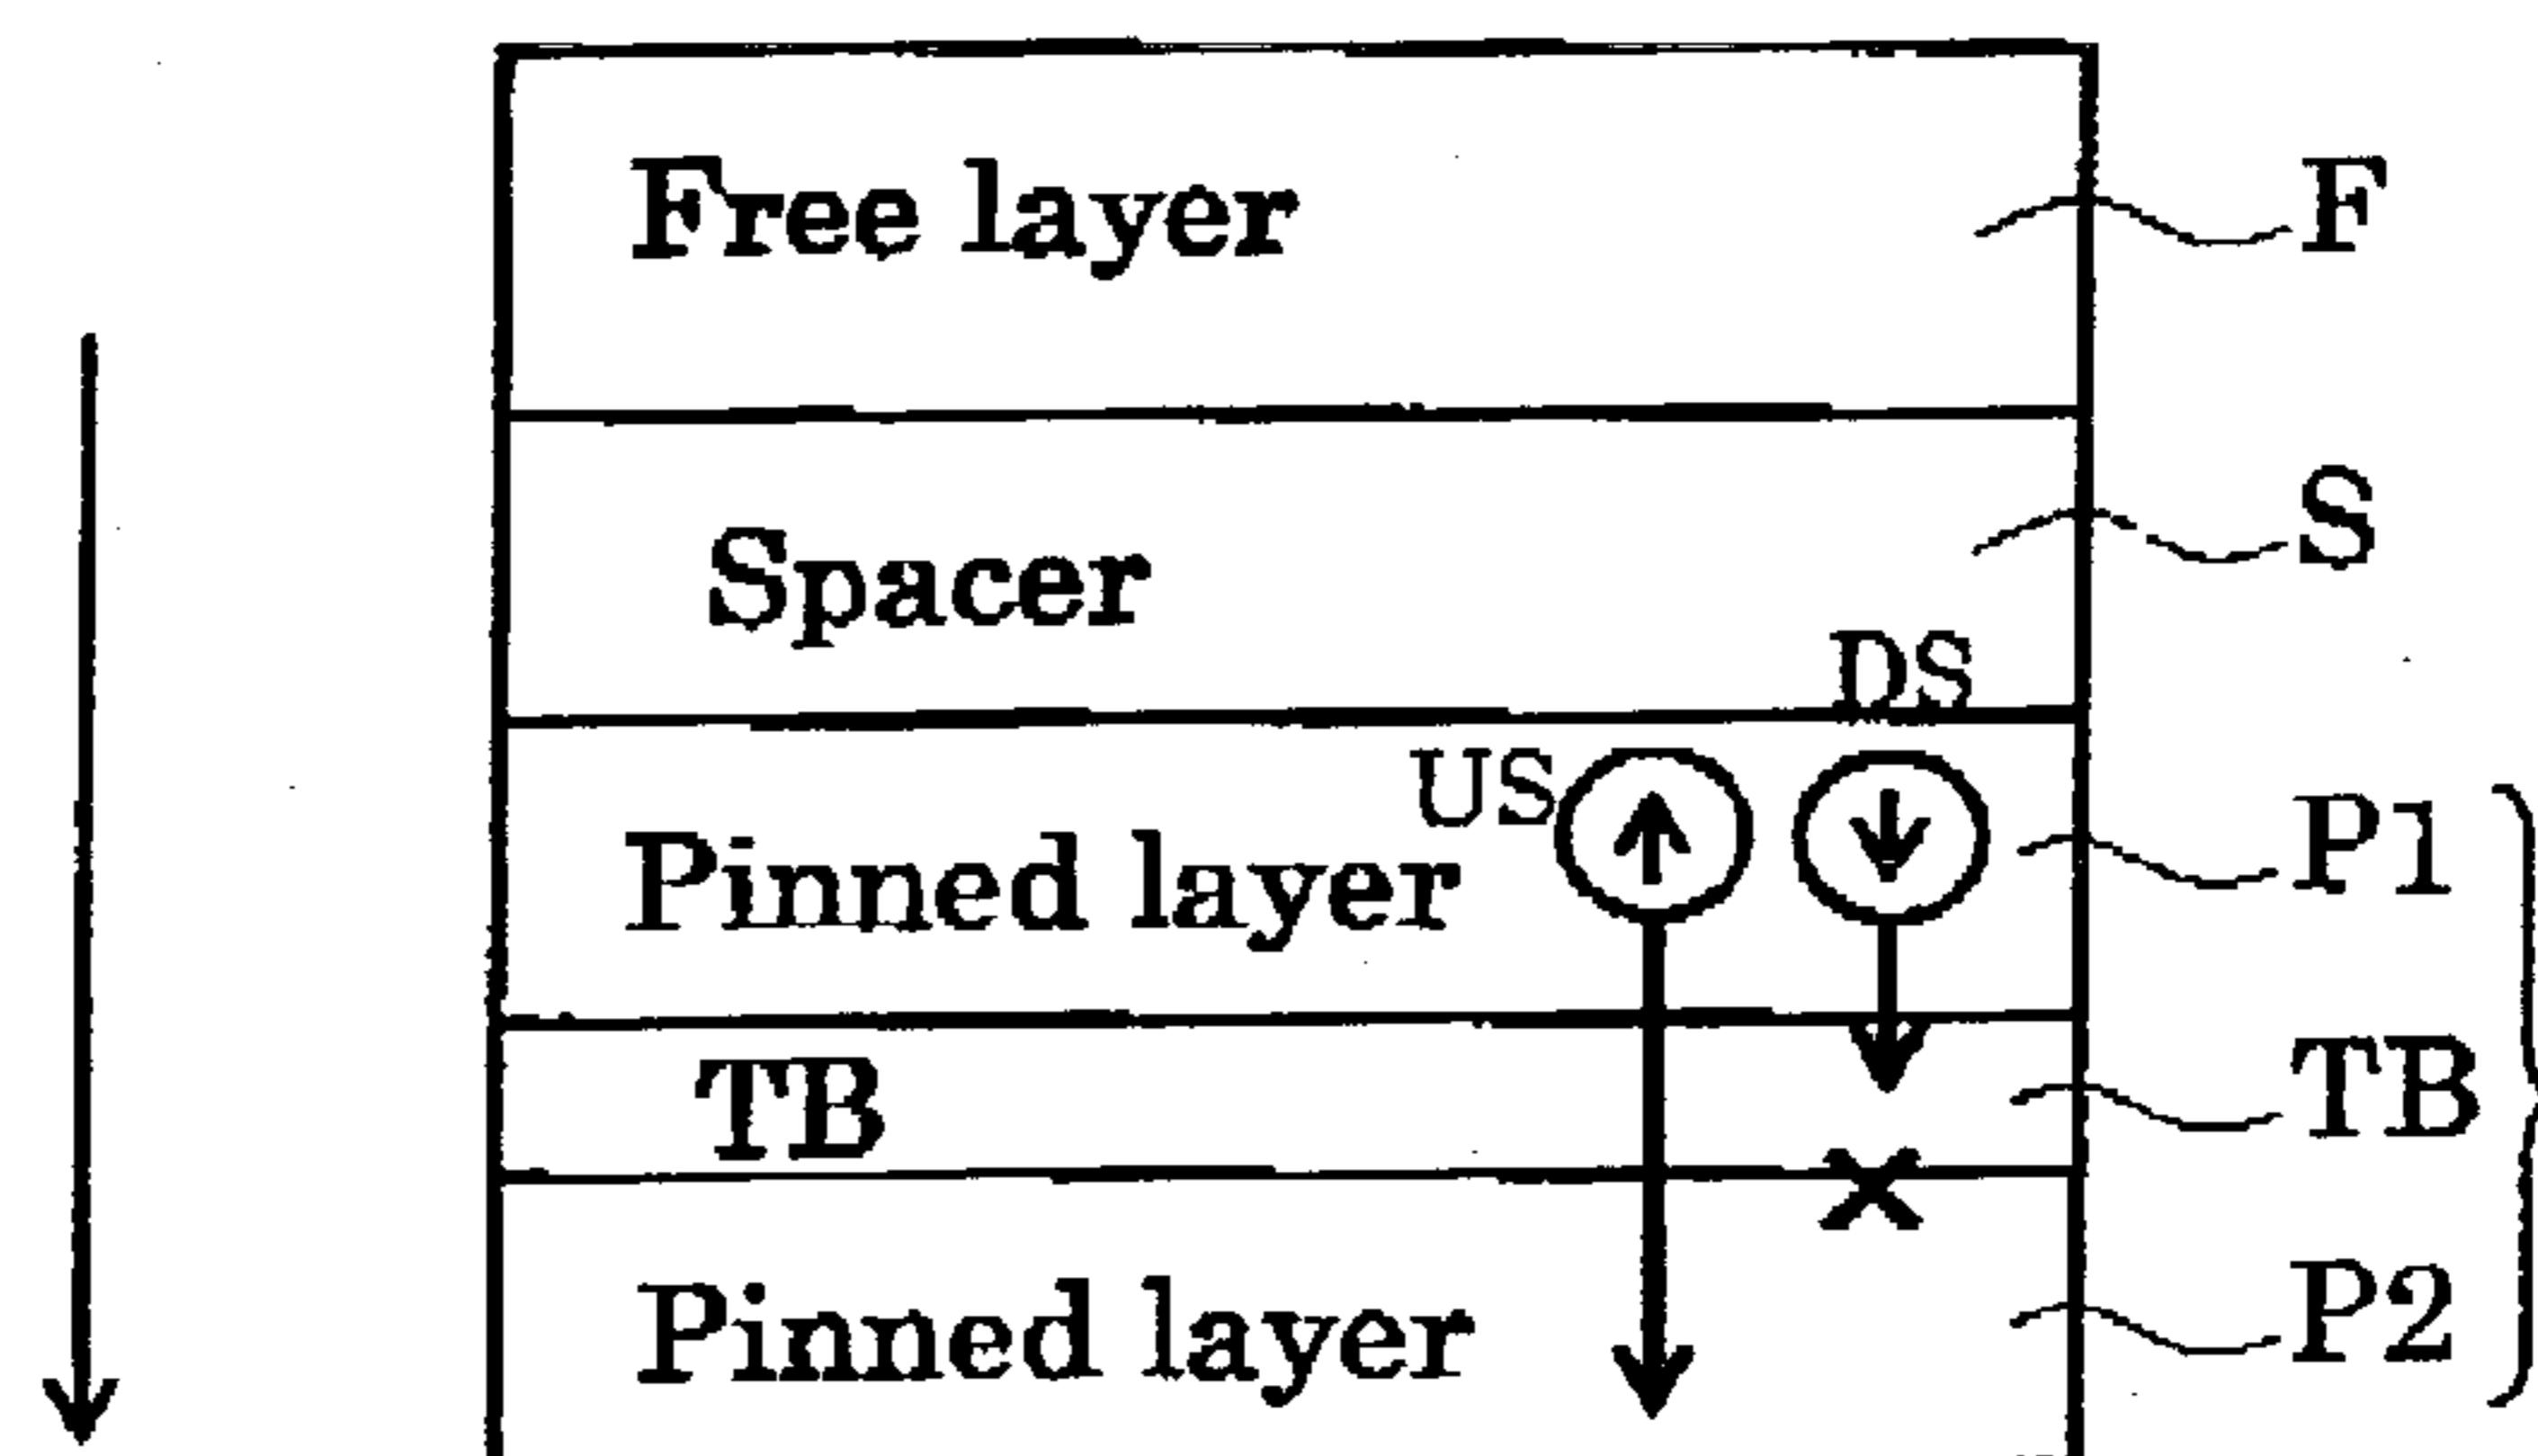 Free layer F
Spacer S
DS
US
Pinned layer P1
TB TB
Pinned layer P2